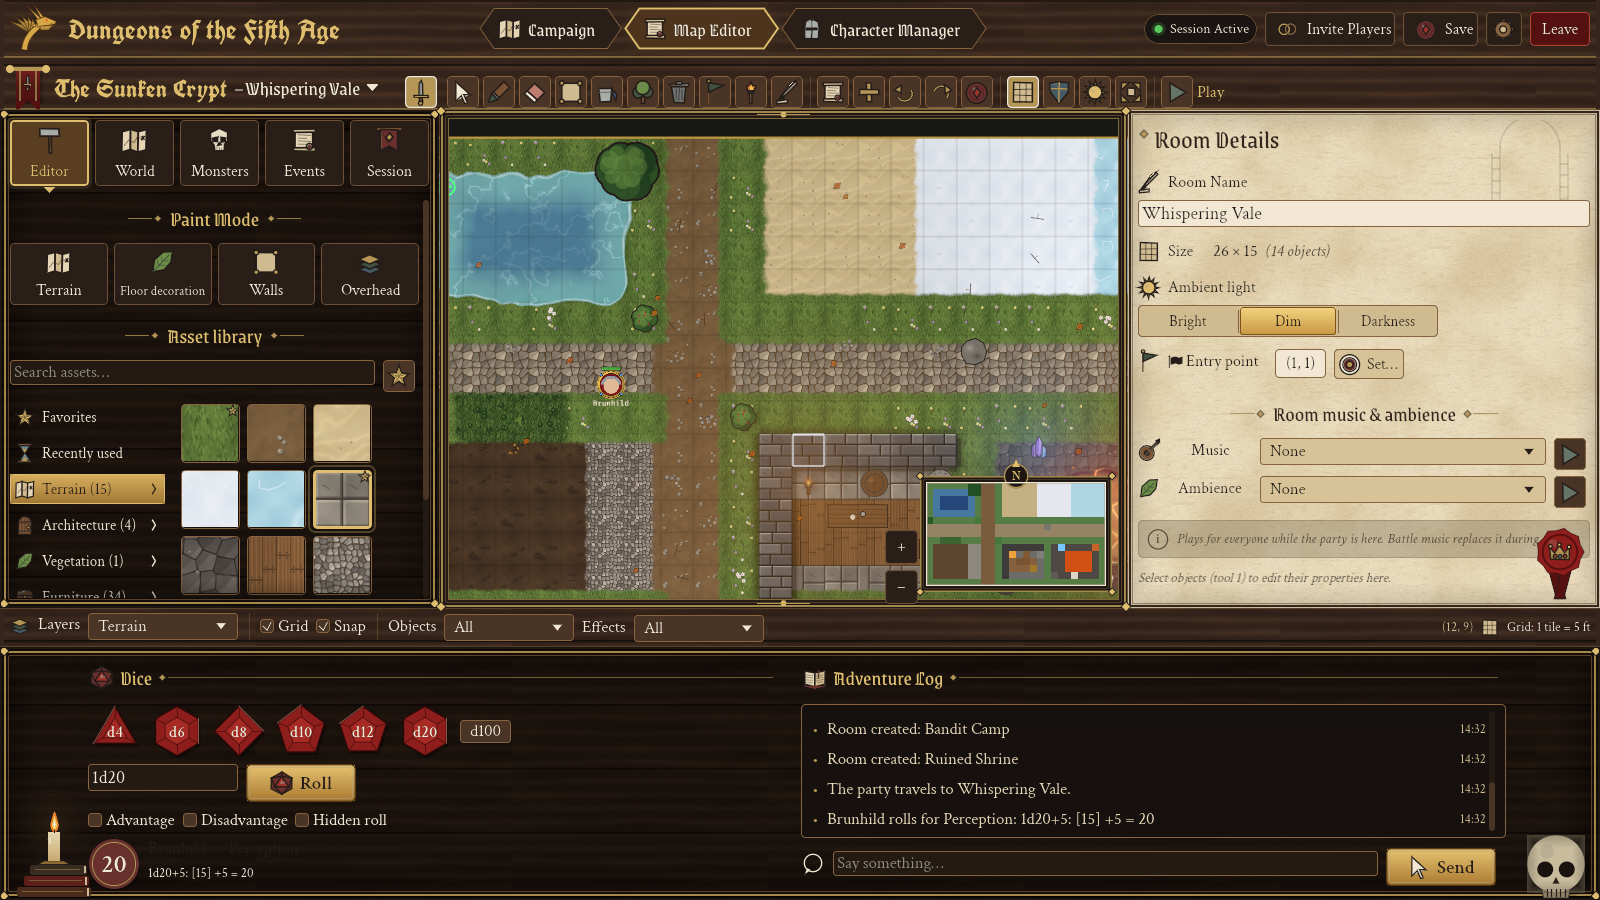 Dungeons of the Fifth Age
Campaign
Map Editor
Character Manager
Session Active
Invite Players
Save
Leave
The Sunken Crypt – Whispering Vale
Play
Editor
World
Monsters
Events
Session
Paint Mode
Terrain
Floor decoration
Walls
Overhead
Asset library
Search assets...
Favorites
Recently used
Terrain (15)
Architecture (4)
Vegetation (1)
Furniture (34)
Brunhild
N
+
−
Room Details
Room Name
Whispering Vale
Size 26 × 15 (14 objects)
Ambient light
Bright
Dim
Darkness
Entry point
(1, 1)
Set...
Room music & ambience
Music
None
Ambience
None
Plays for everyone while the party is here. Battle music replaces it during
Select objects (tool 1) to edit their properties here.
Layers
Terrain
Grid
Snap
Objects
All
Effects
All
(12, 9)
Grid: 1 tile = 5 ft
Dice
d4
d6
d8
d10
d12
d20
d100
1d20
Roll
Advantage
Disadvantage
Hidden roll
20
Brunhild — Perception
1d20+5: [15] +5 = 20
Adventure Log
Room created: Bandit Camp 14:32
Room created: Ruined Shrine 14:32
The party travels to Whispering Vale. 14:32
Brunhild rolls for Perception: 1d20+5: [15] +5 = 20 14:32
Say something...
Send